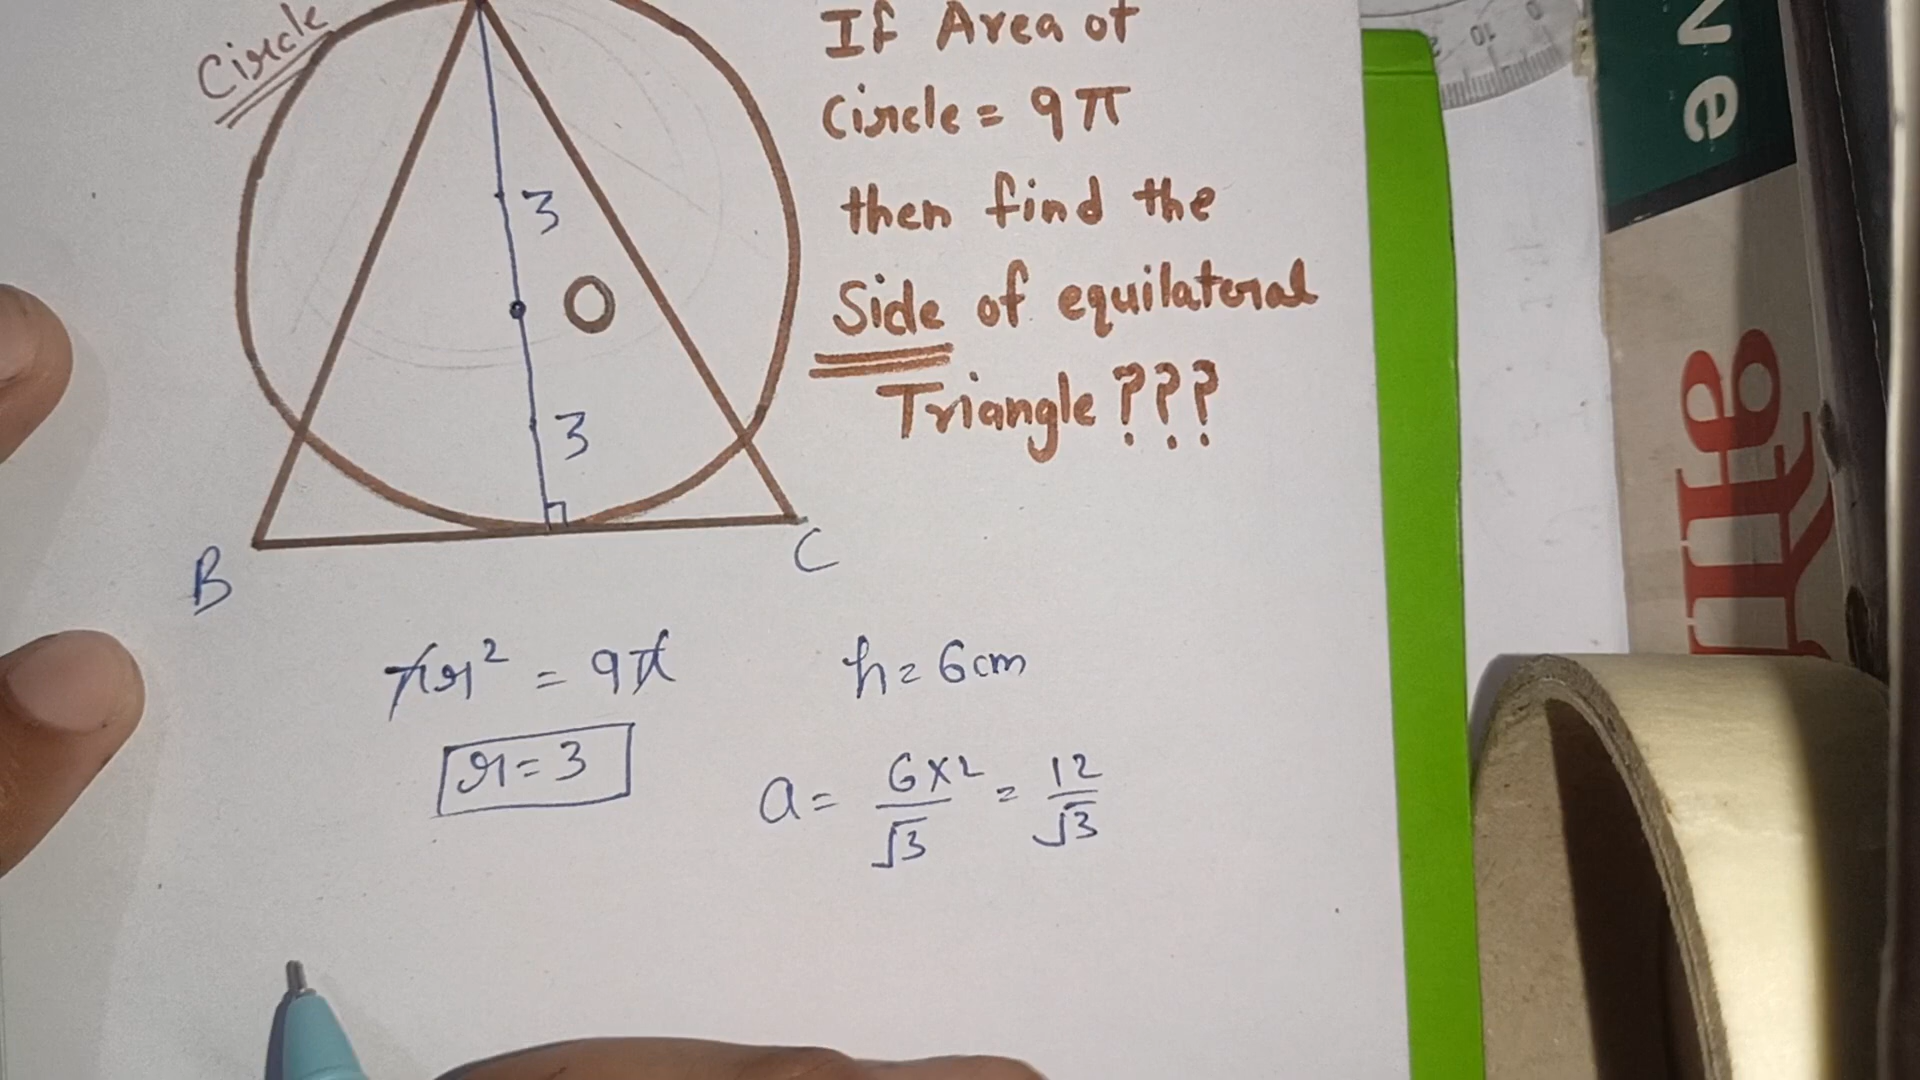 Circle
If Area of
Circle = 9π
then find the
Side of equilateral
Triangle ???
3
O
3
B
C
πr² = 9π
h = 6cm
r = 3
a = 6×2/√3 = 12/√3